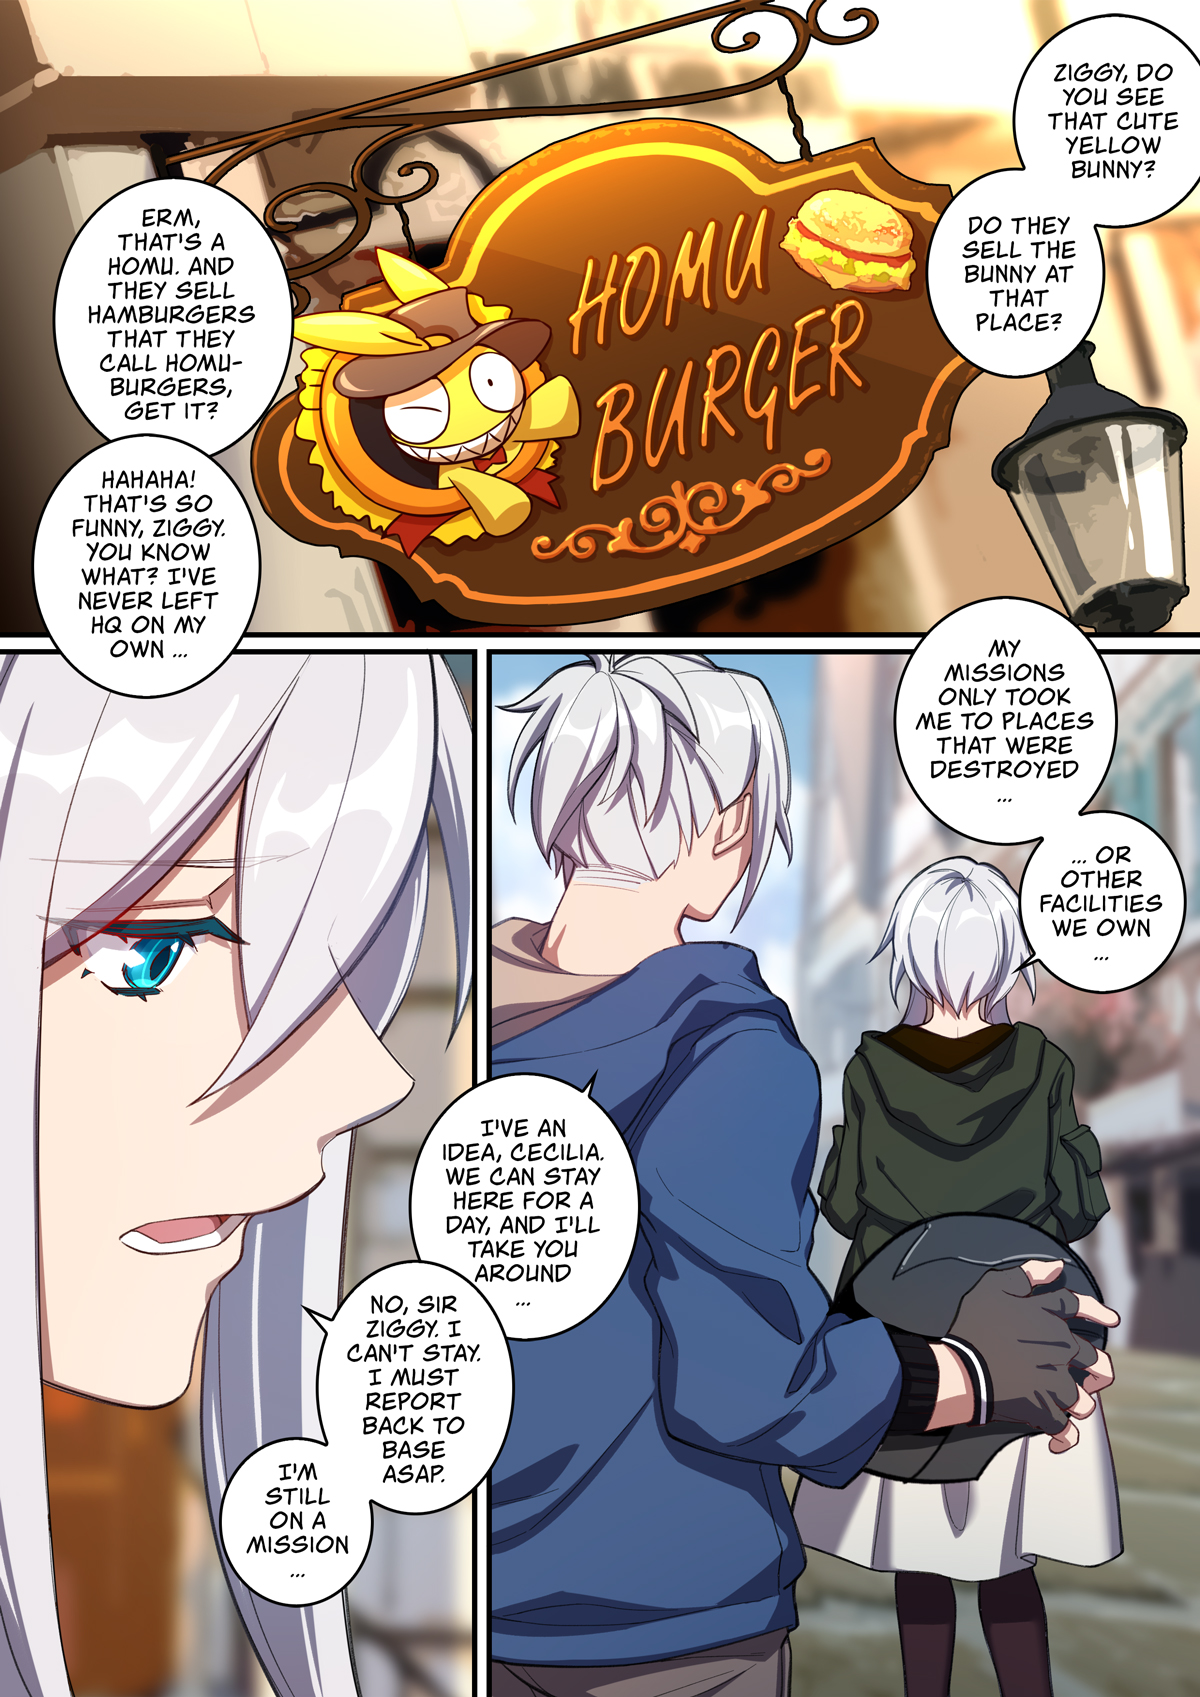 ZIGGY, DO
YOU SEE
THAT CUTE
YELLOW
BUNNY?
DO THEY
SELL THE
BUNNY AT
THAT
PLACE?
ERM,
THAT'S A
HOMU. AND
THEY SELL
HAMBURGERS
THAT THEY
CALL HOMU-
BURGERS,
GET IT?
HOMU
BURGER
HAHAHA!
THAT'S SO
FUNNY, ZIGGY.
YOU KNOW
WHAT? I'VE
NEVER LEFT
HQ ON MY
OWN ...
MY
MISSIONS
ONLY TOOK
ME TO PLACES
THAT WERE
DESTROYED
...
... OR
OTHER
FACILITIES
WE OWN
...
I'VE AN
IDEA, CECILIA.
WE CAN STAY
HERE FOR A
DAY, AND I'LL
TAKE YOU
AROUND
...
NO, SIR
ZIGGY. I
CAN'T STAY.
I MUST
REPORT
BACK TO
BASE
ASAP.
I'M
STILL
ON A
MISSION
...